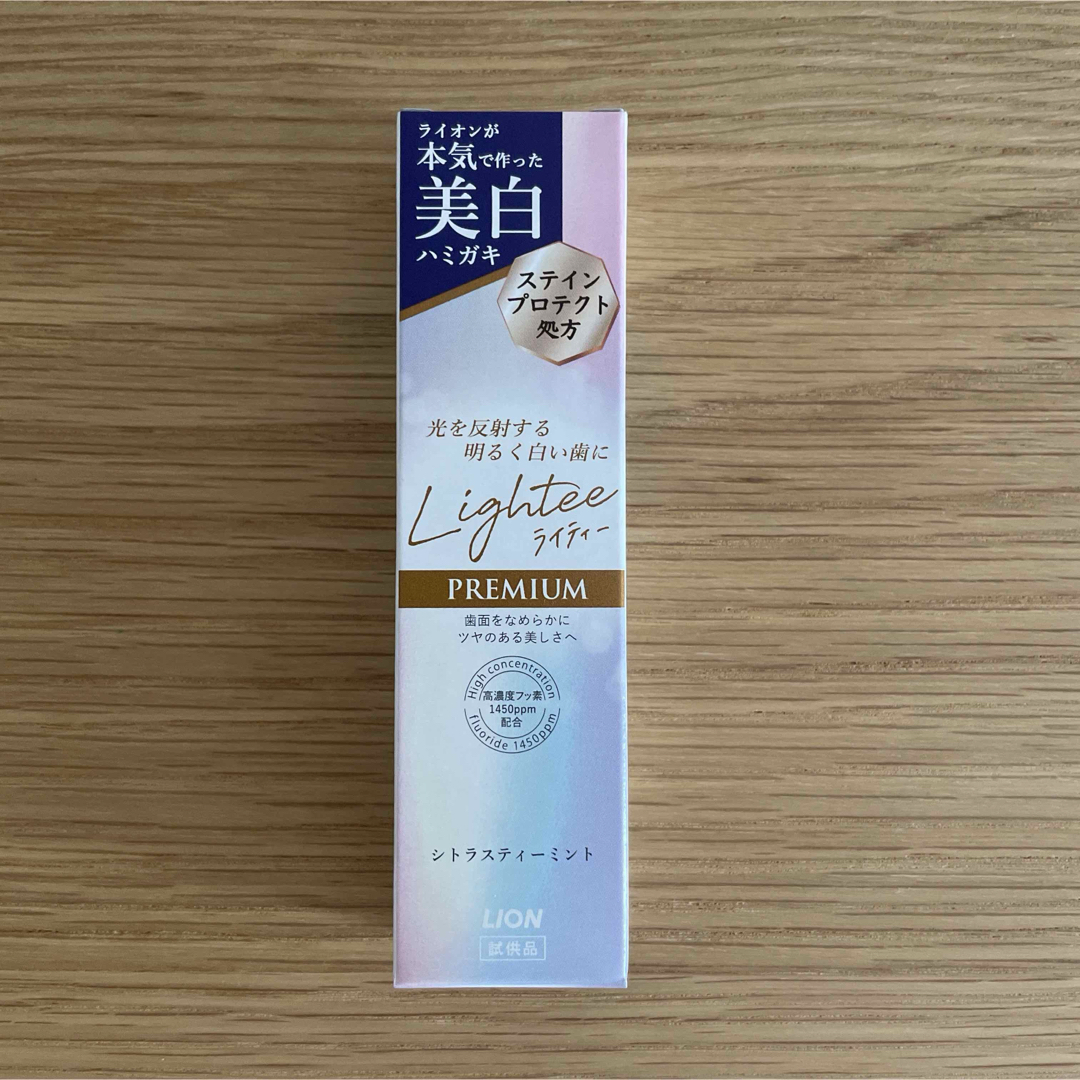 ライオンが
本気で作った
美白
ハミガキ
ステイン
プロテクト
処方
光を反射する
明るく白い歯に
Lightee
ライティー
PREMIUM
歯面をなめらかに
ツヤのある美しさへ
High concentration
高濃度フッ素
1450ppm
配合
fluoride 1450ppm
シトラスティーミント
LION
試供品